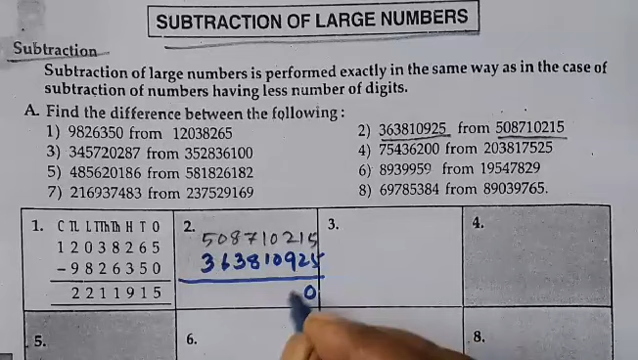 SUBTRACTION OF LARGE NUMBERS
Subtraction
Subtraction of large numbers is performed exactly in the same way as in the case of
subtraction of numbers having less number of digits.
A. Find the difference between the following :
1) 9826350 from 12038265
2) 363810925 from 508710215
3) 345720287 from 352836100
4) 75436200 from 203817525
5) 485620186 from 581826182
6) 8939959 from 19547829
7) 216937483 from 237529169
8) 69785384 from 89039765.
1. C TL L TTh Th H T O
1 2 0 3 8 2 6 5
– 9 8 2 6 3 5 0
2 2 1 1 9 1 5
2.
508710215
363810925
0
3.
4.
5.
6.
8.